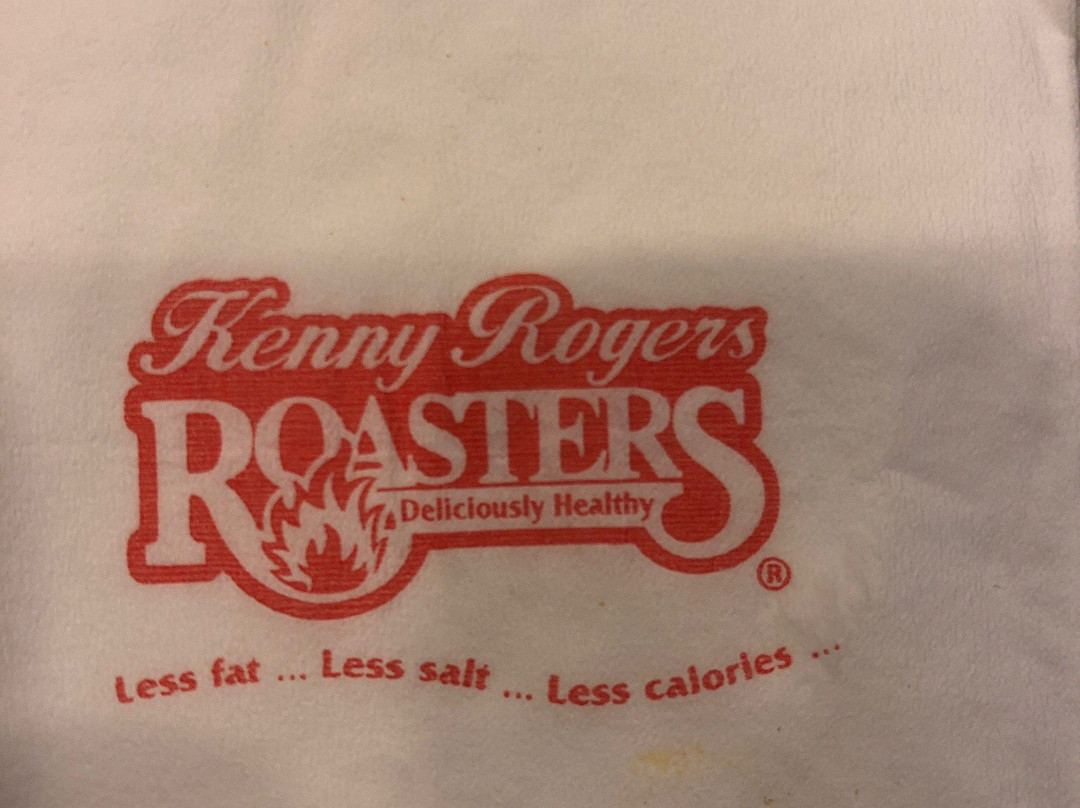 Kenny Rogers
ROASTERS
Deliciously Healthy
®
Less fat ... Less salt ... Less calories ...